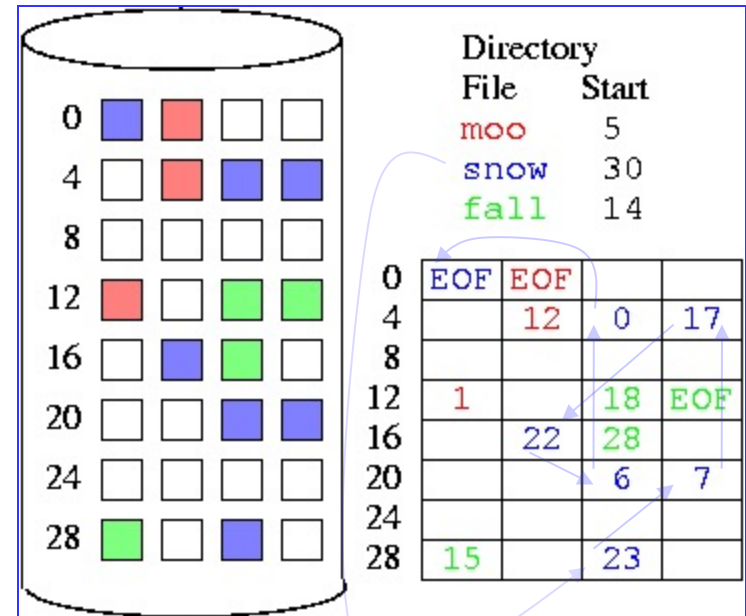 Directory
File Start
moo 5
snow 30
fall 14
0
4
8
12
16
20
24
28
0 EOF EOF
4 12 0 17
8
12 1 18 EOF
16 22 28
20 6 7
24
28 15 23